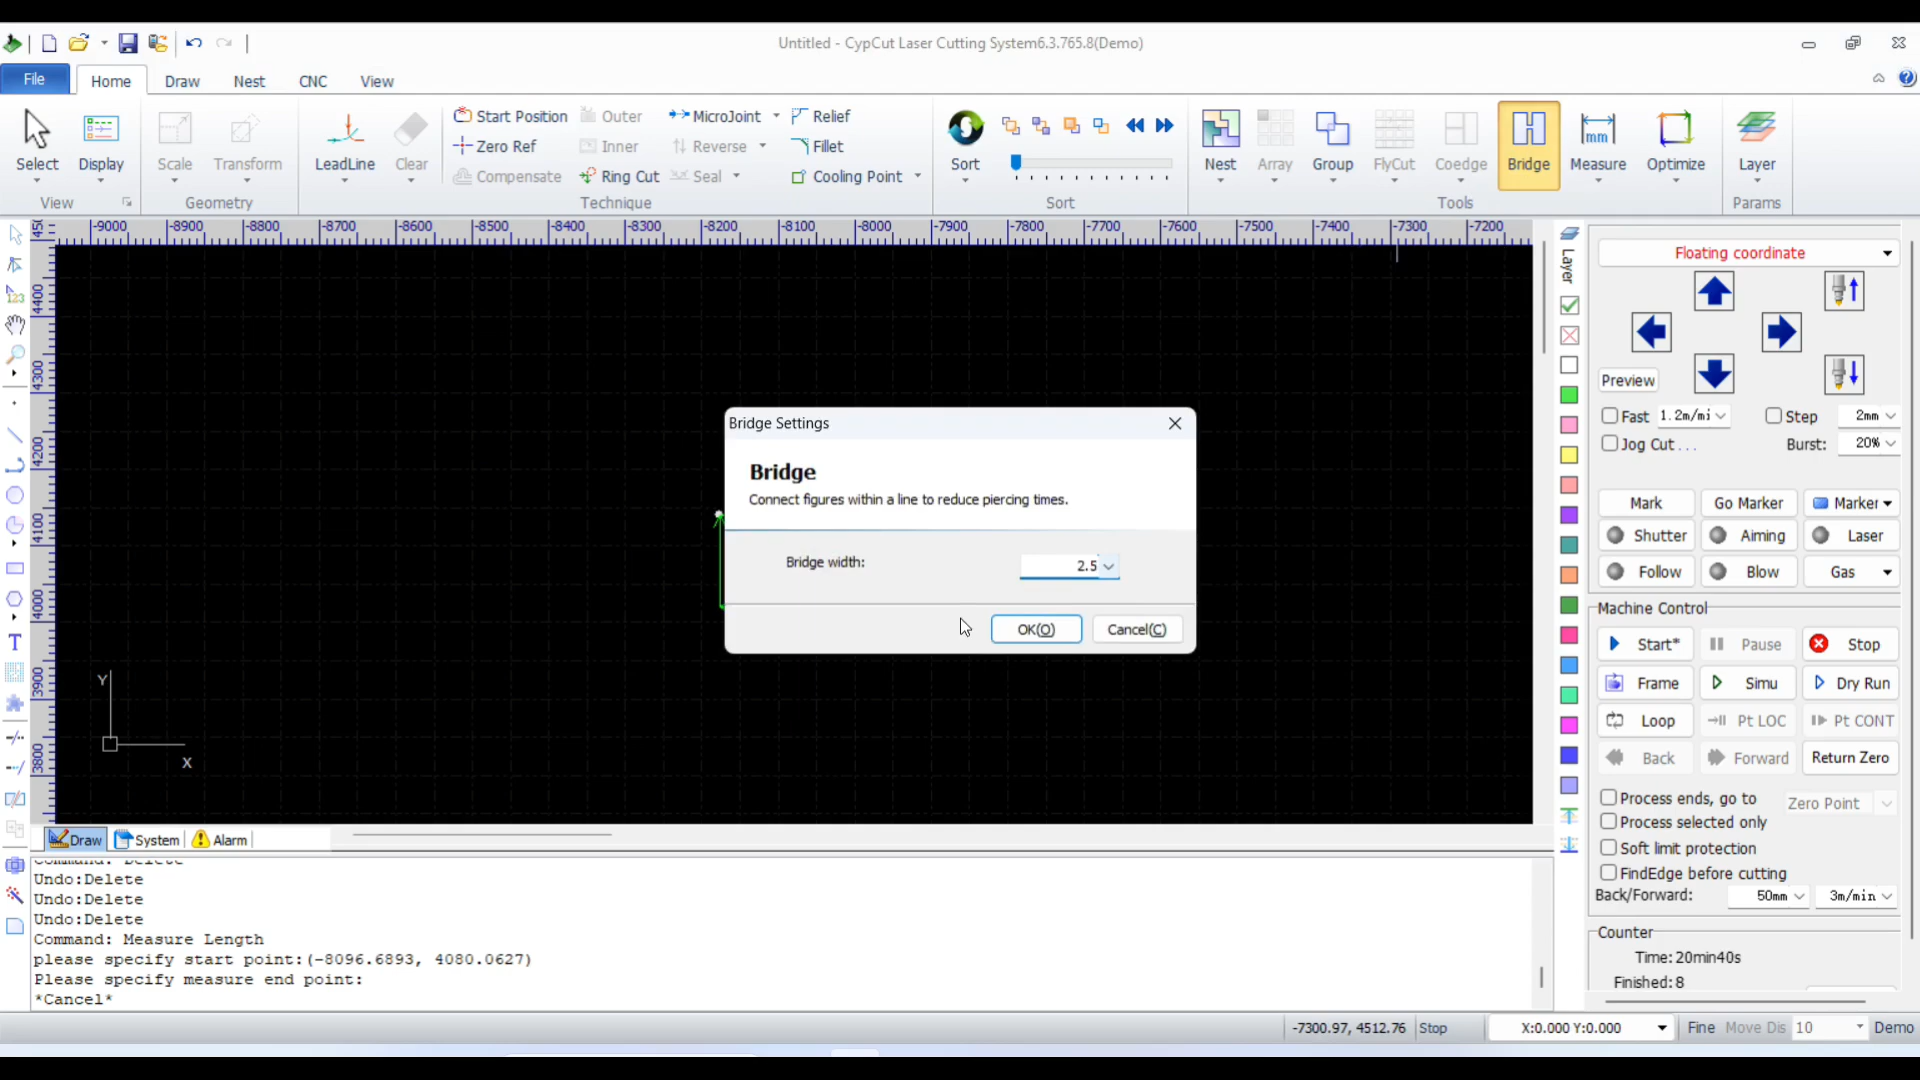 Untitled - CypCut Laser Cutting System6.3.765.8(Demo)
File Home Draw Nest CNC View
Select Display Scale Transform LeadLine Clear
Start Position Outer MicroJoint Relief
Zero Ref Inner Reverse Fillet
Compensate Ring Cut Seal Cooling Point
Sort Nest Array Group FlyCut Coedge Bridge mm Measure Optimize Layer
View Geometry Technique Sort Tools Params
-9000 -8900 -8800 -8700 -8600 -8500 -8400 -8300 -8200 -8100 -8000 -7900 -7800 -7700 -7600 -7500 -7400 -7300 -7200
4400
4300
4200
4100
4000
3900
3800
123
T
Y
X
Layer
Bridge Settings
Bridge
Connect figures within a line to reduce piercing times.
Bridge width: 2.5
OK(O) Cancel(C)
Floating coordinate
Preview
Fast 1.2m/mi Step 2mm
Jog Cut... Burst: 20%
Mark Go Marker Marker
Shutter Aiming Laser
Follow Blow Gas
Machine Control
Start* Pause Stop
Frame Simu Dry Run
Loop Pt LOC Pt CONT
Back Forward Return Zero
Process ends, go to Zero Point
Process selected only
Soft limit protection
FindEdge before cutting
Back/Forward: 50mm 3m/min
Counter
Time:20min40s
Finished:8
Draw System Alarm
Command: Delete
Undo:Delete
Undo:Delete
Undo:Delete
Command: Measure Length
please specify start point:(-8096.6893, 4080.0627)
Please specify measure end point:
*Cancel*
-7300.97, 4512.76 Stop X:0.000 Y:0.000 Fine Move Dis 10 Demo